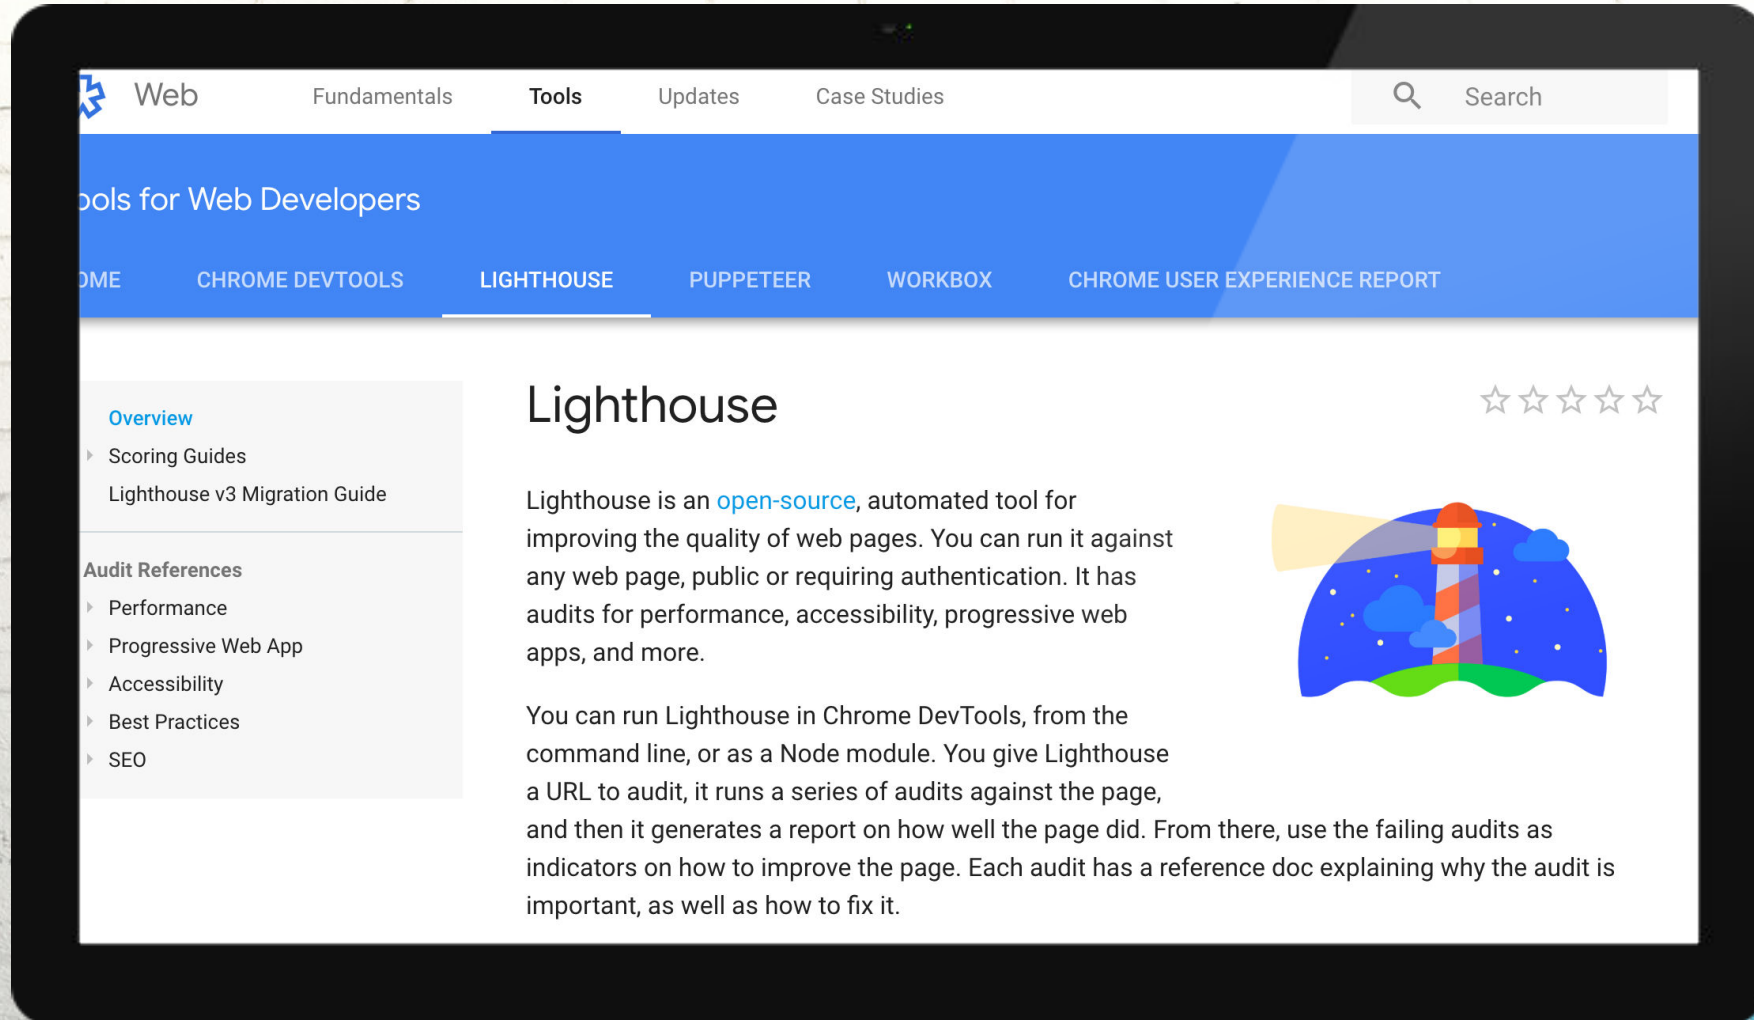 Web Fundamentals Tools Updates Case Studies Search
ools for Web Developers
OME CHROME DEVTOOLS LIGHTHOUSE PUPPETEER WORKBOX CHROME USER EXPERIENCE REPORT
Overview
Scoring Guides
Lighthouse v3 Migration Guide
Audit References
Performance
Progressive Web App
Accessibility
Best Practices
SEO
Lighthouse
Lighthouse is an open-source, automated tool for
improving the quality of web pages. You can run it against
any web page, public or requiring authentication. It has
audits for performance, accessibility, progressive web
apps, and more.
You can run Lighthouse in Chrome DevTools, from the
command line, or as a Node module. You give Lighthouse
a URL to audit, it runs a series of audits against the page,
and then it generates a report on how well the page did. From there, use the failing audits as
indicators on how to improve the page. Each audit has a reference doc explaining why the audit is
important, as well as how to fix it.